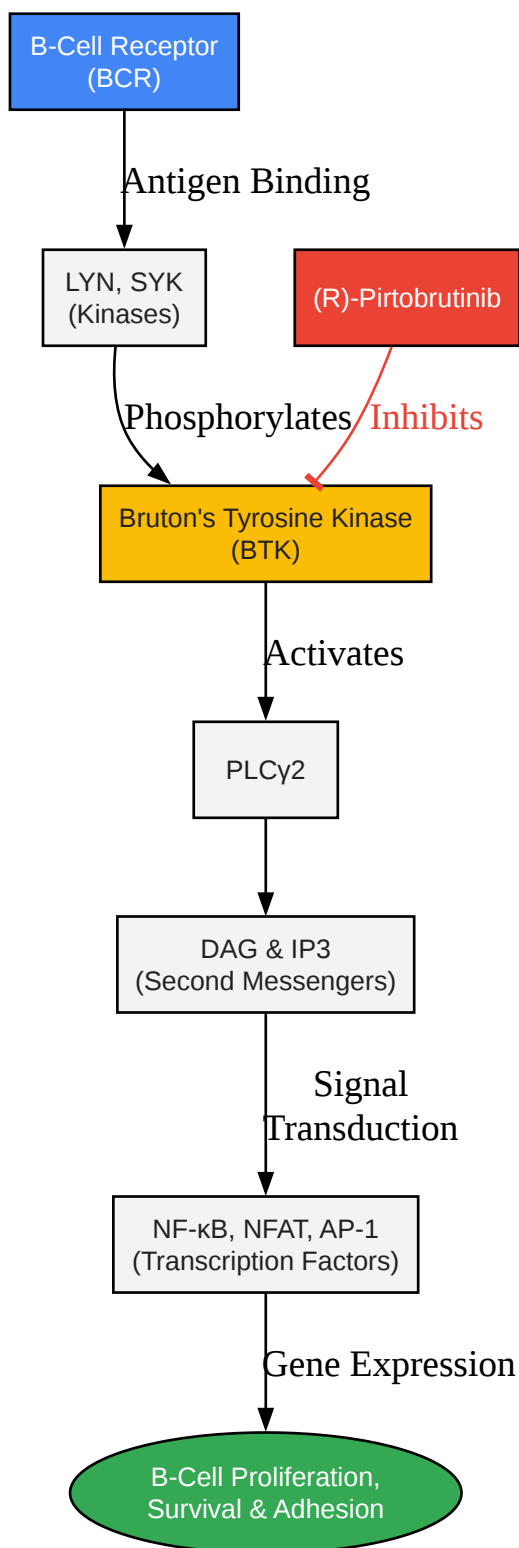 B-Cell Receptor
(BCR)
Antigen Binding
LYN, SYK
(Kinases)
(R)-Pirtobrutinib
Phosphorylates
Inhibits
Bruton's Tyrosine Kinase
(BTK)
Activates
PLCγ2
DAG & IP3
(Second Messengers)
Signal
Transduction
NF-κB, NFAT, AP-1
(Transcription Factors)
Gene Expression
B-Cell Proliferation,
Survival & Adhesion